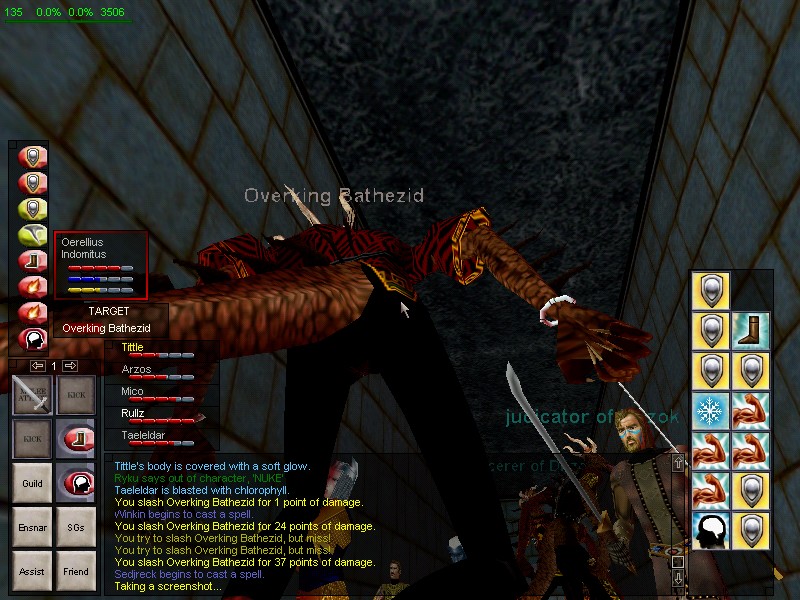 135 0.0% 0.0% 3506
Overking Bathezid
Oerellius
Indomitus
TARGET
Overking Bathezid
1
Tittle
Arzos
Mico
Rullz
Taeleldar
KICK
KICK
Guild
Ensnar
SGs
Assist
Friend
judicator of
zok
cerer of D
Tittle's body is covered with a soft glow.
Ryku says out of character, 'NUKE'
Taeleldar is blasted with chlorophyll.
You slash Overking Bathezid for 1 point of damage.
Winkin begins to cast a spell.
You slash Overking Bathezid for 24 points of damage.
You try to slash Overking Bathezid, but miss!
You try to slash Overking Bathezid, but miss!
You slash Overking Bathezid for 37 points of damage.
Sedjreck begins to cast a spell.
Taking a screenshot...